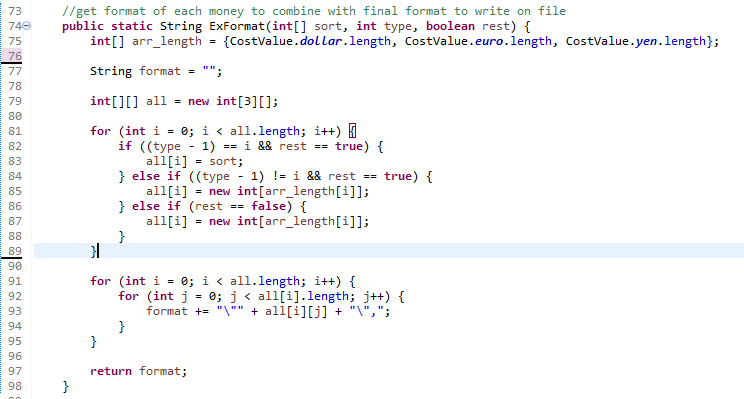 73 //get format of each money to combine with final format to write on file
74 public static String ExFormat(int[] sort, int type, boolean rest) {
75 int[] arr_length = {CostValue.dollar.length, CostValue.euro.length, CostValue.yen.length};
76
77 String format = "";
78
79 int[][] all = new int[3][];
80
81 for (int i = 0; i < all.length; i++) {
82 if ((type - 1) == i && rest == true) {
83 all[i] = sort;
84 } else if ((type - 1) != i && rest == true) {
85 all[i] = new int[arr_length[i]];
86 } else if (rest == false) {
87 all[i] = new int[arr_length[i]];
88 }
89 }
90
91 for (int i = 0; i < all.length; i++) {
92 for (int j = 0; j < all[i].length; j++) {
93 format += "\"" + all[i][j] + "\",";
94 }
95 }
96
97 return format;
98 }